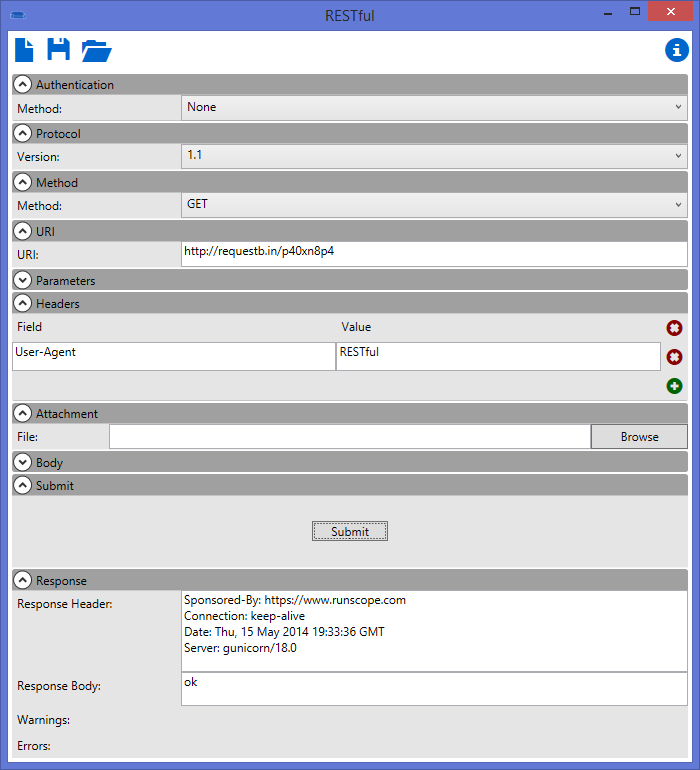 RESTful
Authentication
Method: None
Protocol
Version: 1.1
Method
Method: GET
URI
URI: http://requestb.in/p40xn8p4
Parameters
Headers
Field Value
User-Agent RESTful
Attachment
File: Browse
Body
Submit
Submit
Response
Response Header: Sponsored-By: https://www.runscope.com
Connection: keep-alive
Date: Thu, 15 May 2014 19:33:36 GMT
Server: gunicorn/18.0
Response Body: ok
Warnings:
Errors: